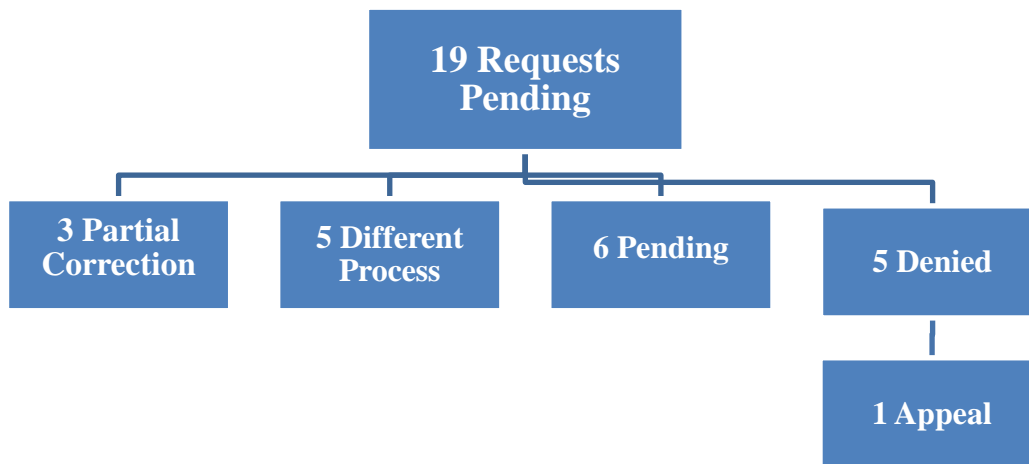 19 Requests
Pending
3 Partial
Correction
5 Different
Process
6 Pending
5 Denied
1 Appeal